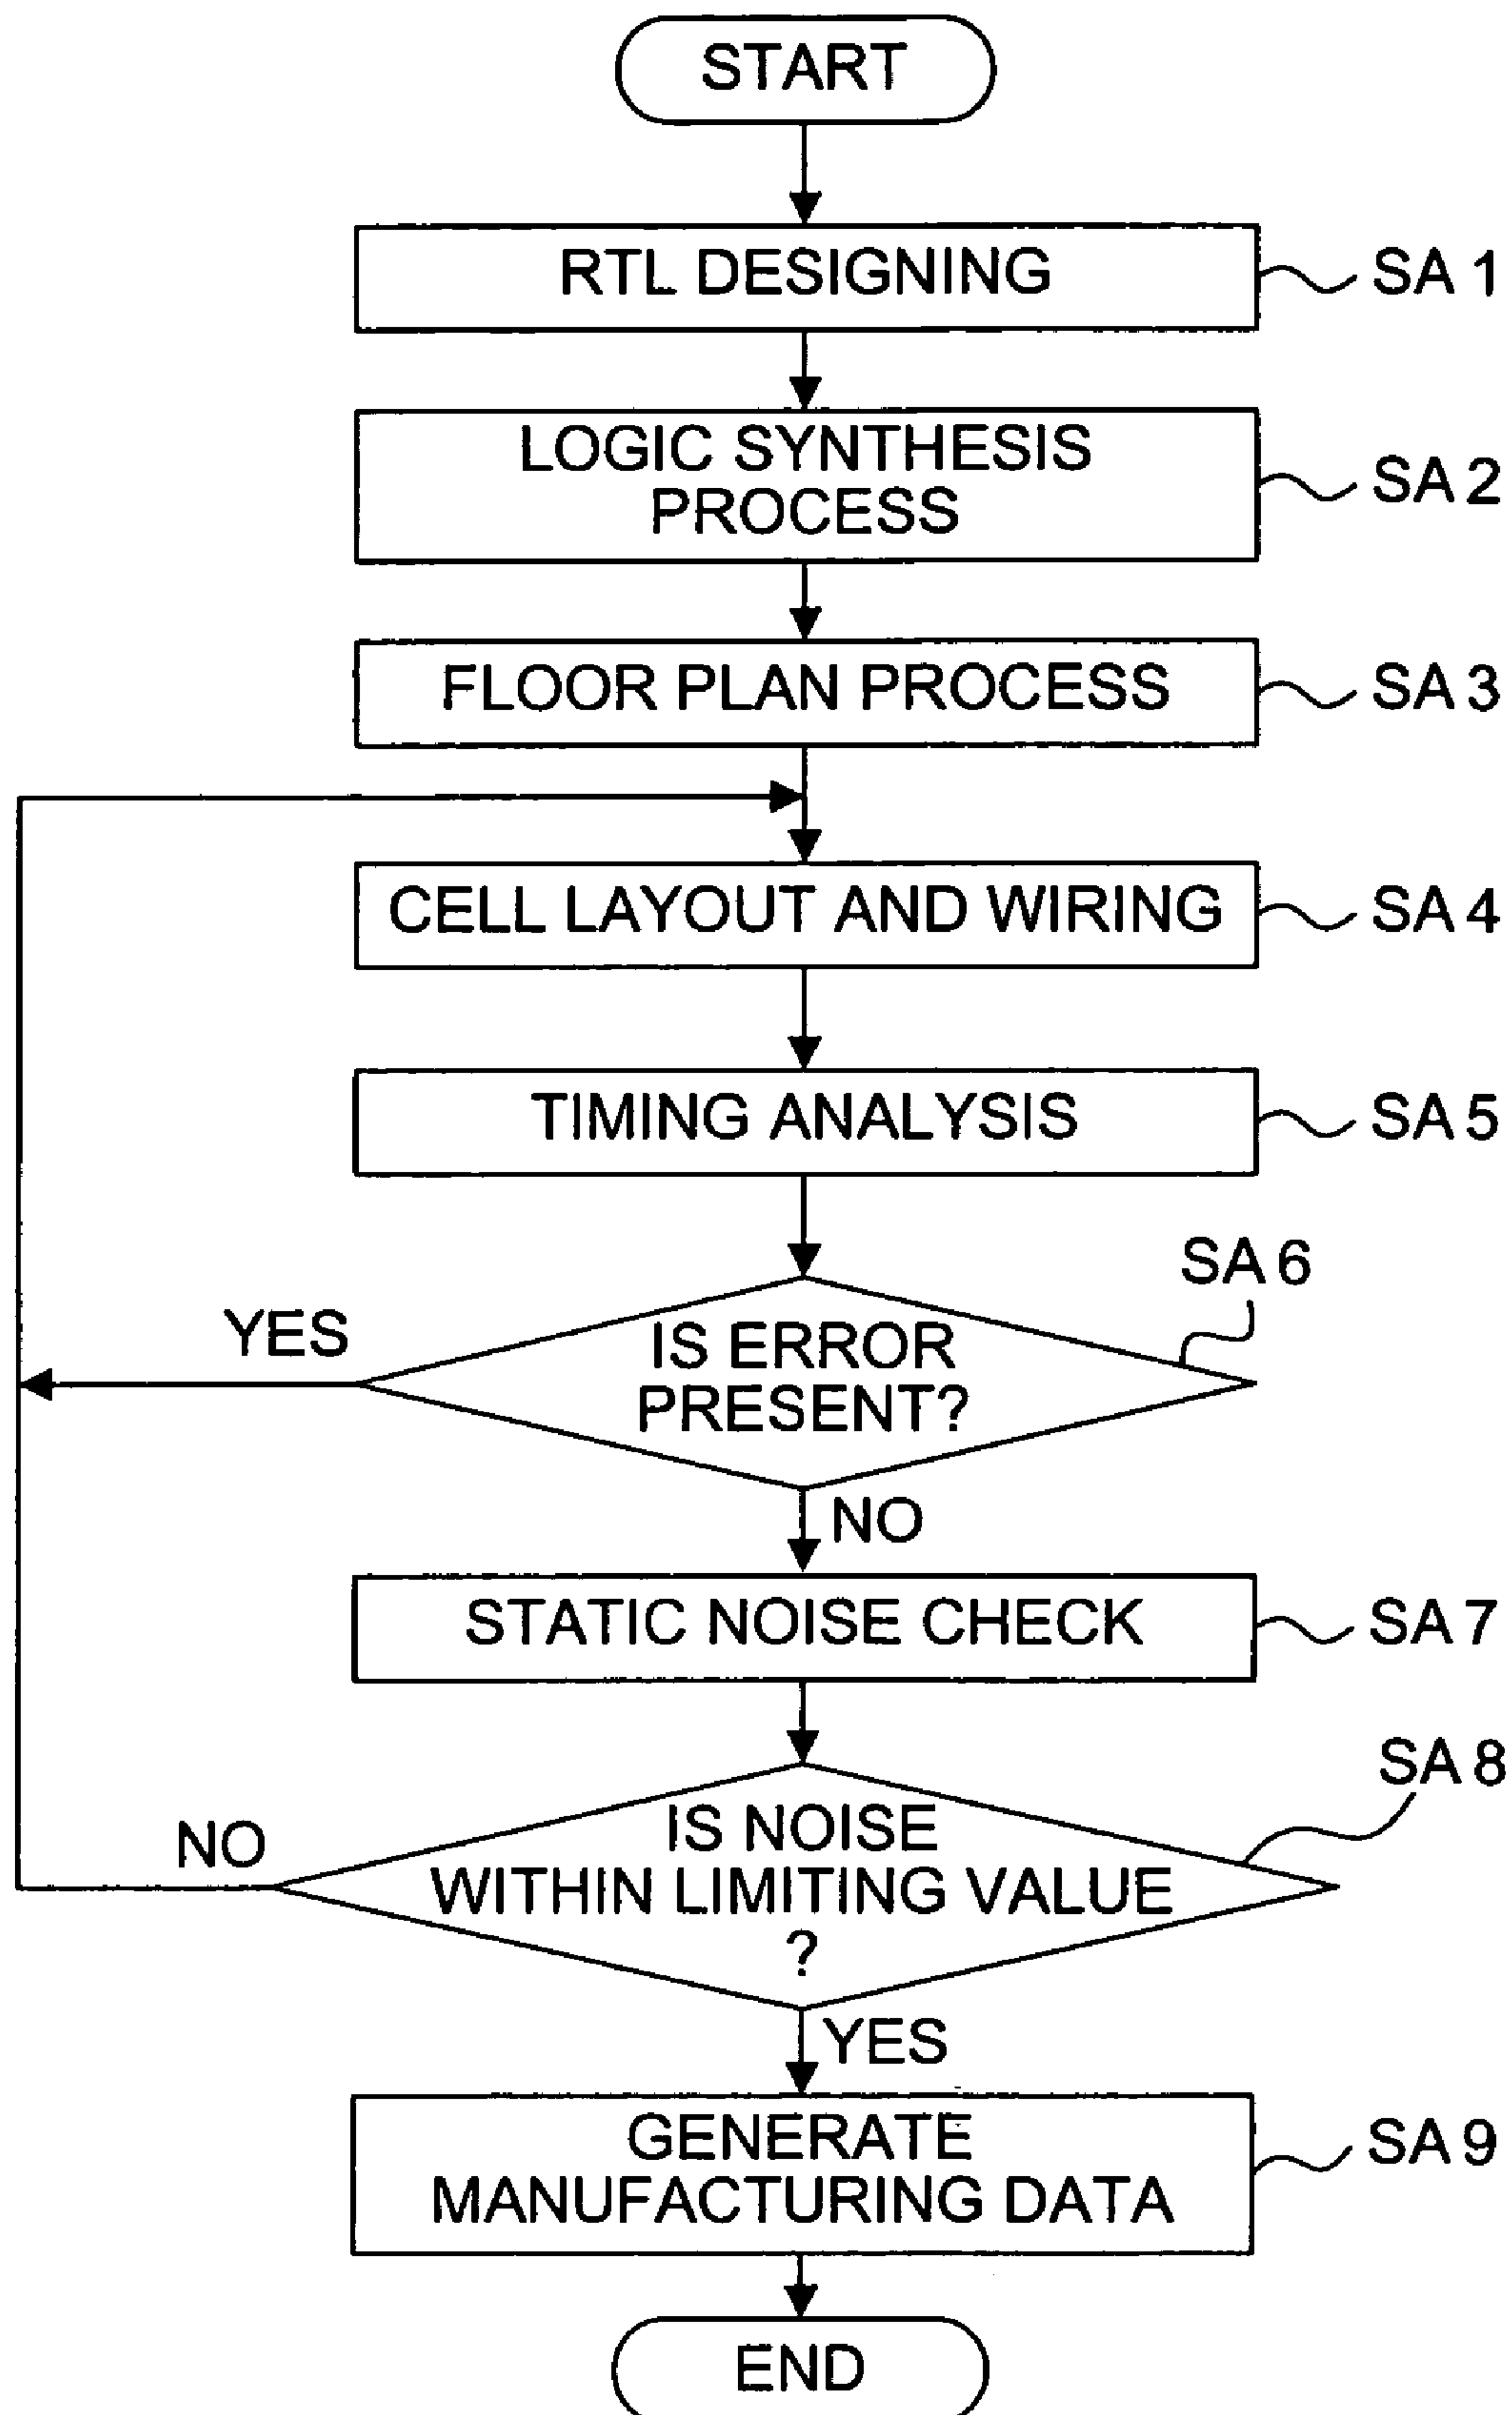 START
RTL DESIGNING
SA 1
LOGIC SYNTHESIS
PROCESS
SA 2
FLOOR PLAN PROCESS
SA 3
CELL LAYOUT AND WIRING
SA 4
TIMING ANALYSIS
SA 5
SA 6
YES
IS ERROR
PRESENT?
NO
STATIC NOISE CHECK
SA 7
SA 8
NO
IS NOISE
WITHIN LIMITING VALUE
?
YES
GENERATE
MANUFACTURING DATA
SA 9
END